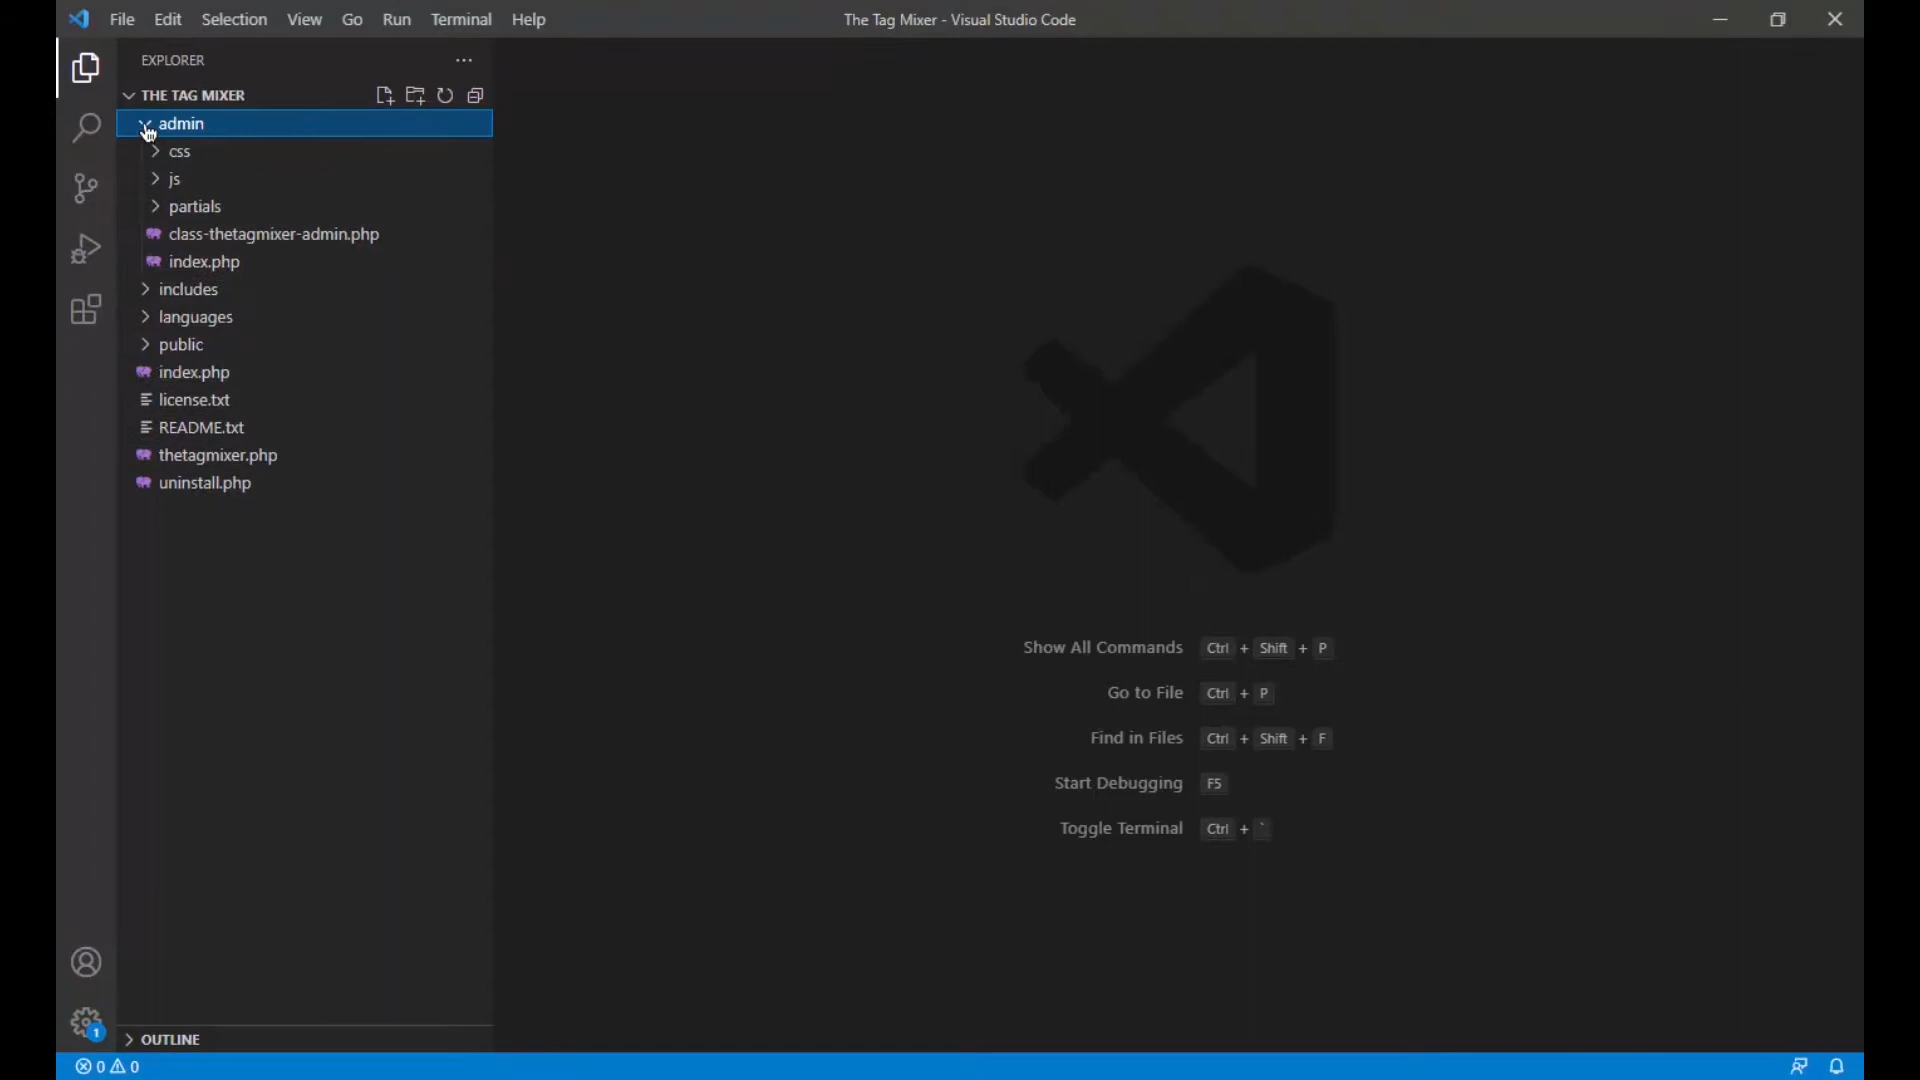 File Edit Selection View Go Run Terminal Help
The Tag Mixer - Visual Studio Code
EXPLORER
THE TAG MIXER
admin
css
js
partials
class-thetagmixer-admin.php
index.php
includes
languages
public
index.php
license.txt
README.txt
thetagmixer.php
uninstall.php
Show All Commands Ctrl + Shift + P
Go to File Ctrl + P
Find in Files Ctrl + Shift + F
Start Debugging F5
Toggle Terminal Ctrl + `
1
OUTLINE
0 0